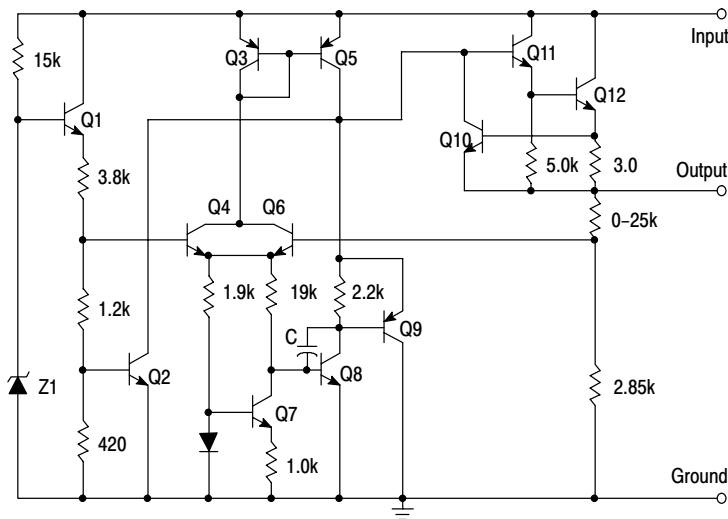 Input
15k
Q3
Q5
Q11
Q12
Q1
Q10
3.8k
5.0k
3.0
Output
Q4
Q6
0–25k
1.2k
1.9k
19k
2.2k
C
Q9
Z1
Q2
Q8
2.85k
Q7
420
1.0k
Ground